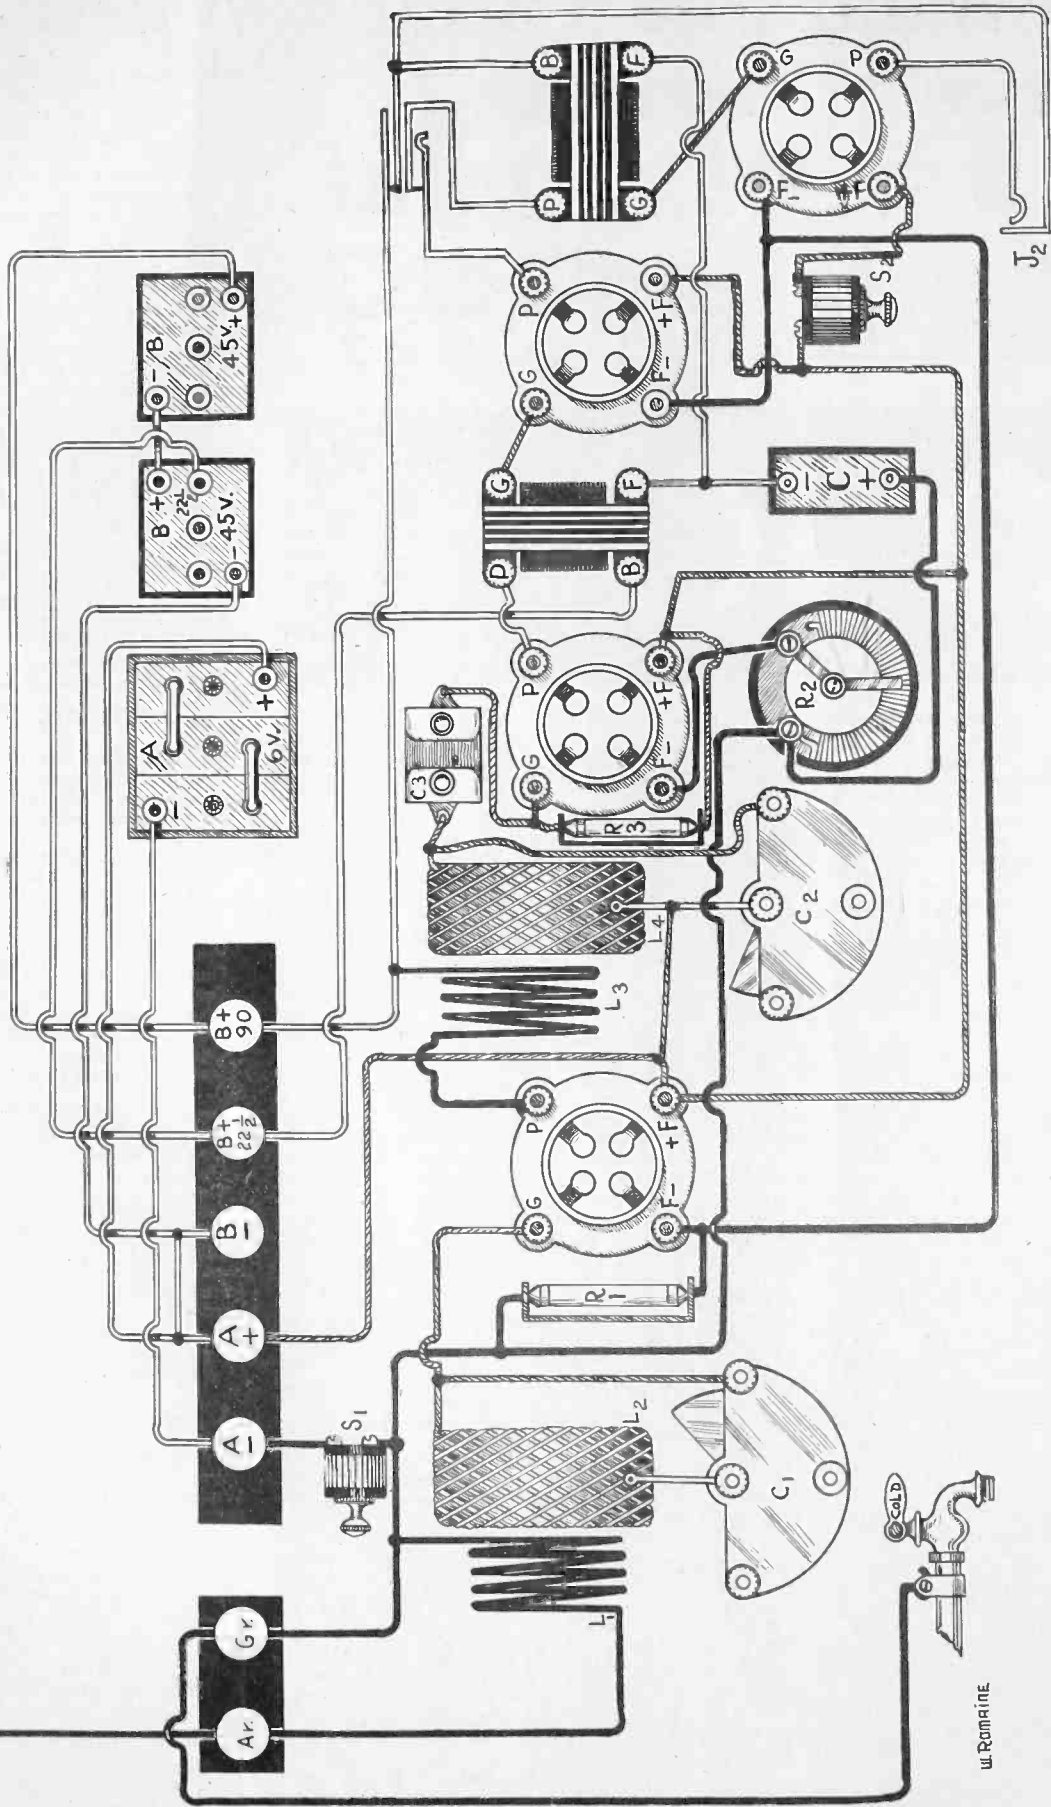 - B
45V. +
B +
22½
- 45V.
A
-
6V. +
B+
90
B+
22½
B
-
A
+
A
-
Gr.
Ar.
S1
L1
L2
C1
COLD
R1
G
P
F-
+F
L3
L4
C2
C3
R3
G
P
F-
+F
R2
P
B
G
F
- C +
G
P
G
F-
+F
B
P
F
G
G
P
F-
+F
S2
J2
W. ROMAINE